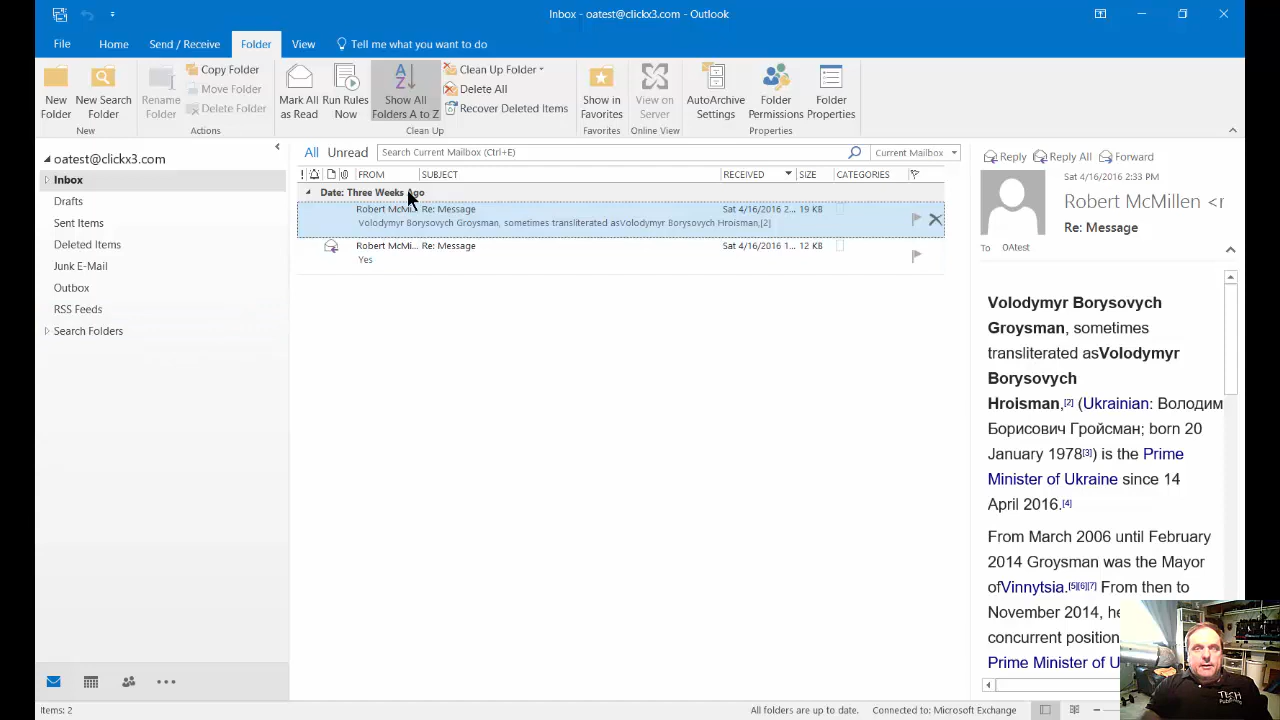 Inbox - oatest@clickx3.com - Outlook
File Home Send / Receive Folder View Tell me what you want to do
New Folder
New Search Folder
New
Rename Folder
Copy Folder
Move Folder
Delete Folder
Actions
Mark All as Read
Run Rules Now
Show All Folders A to Z
Clean Up Folder
Delete All
Recover Deleted Items
Clean Up
Show in Favorites
Favorites
View on Server
Online View
AutoArchive Settings
Folder Permissions
Folder Properties
Properties
oatest@clickx3.com
Inbox
Drafts
Sent Items
Deleted Items
Junk E-Mail
Outbox
RSS Feeds
Search Folders
All Unread Search Current Mailbox (Ctrl+E) Current Mailbox
FROM SUBJECT RECEIVED SIZE CATEGORIES
Date: Three Weeks Ago
Robert McMi... Re: Message Sat 4/16/2016 2... 19 KB
Volodymyr Borysovych Groysman, sometimes transliterated asVolodymyr Borysovych Hroisman,[2]
Robert McMi... Re: Message Sat 4/16/2016 1... 12 KB
Yes
Reply Reply All Forward
Sat 4/16/2016 2:33 PM
Robert McMillen <r
Re: Message
To OAtest
Volodymyr Borysovych
Groysman, sometimes
transliterated asVolodymyr
Borysovych
Hroisman,[2] (Ukrainian: Володим
Борисович Гройсман; born 20
January 1978[3]) is the Prime
Minister of Ukraine since 14
April 2016.[4]
From March 2006 until February
2014 Groysman was the Mayor
ofVinnytsia.[5][6][7] From then to
November 2014, he
concurrent position
Prime Minister of U
TECH
Publishing
Items: 2 All folders are up to date. Connected to: Microsoft Exchange